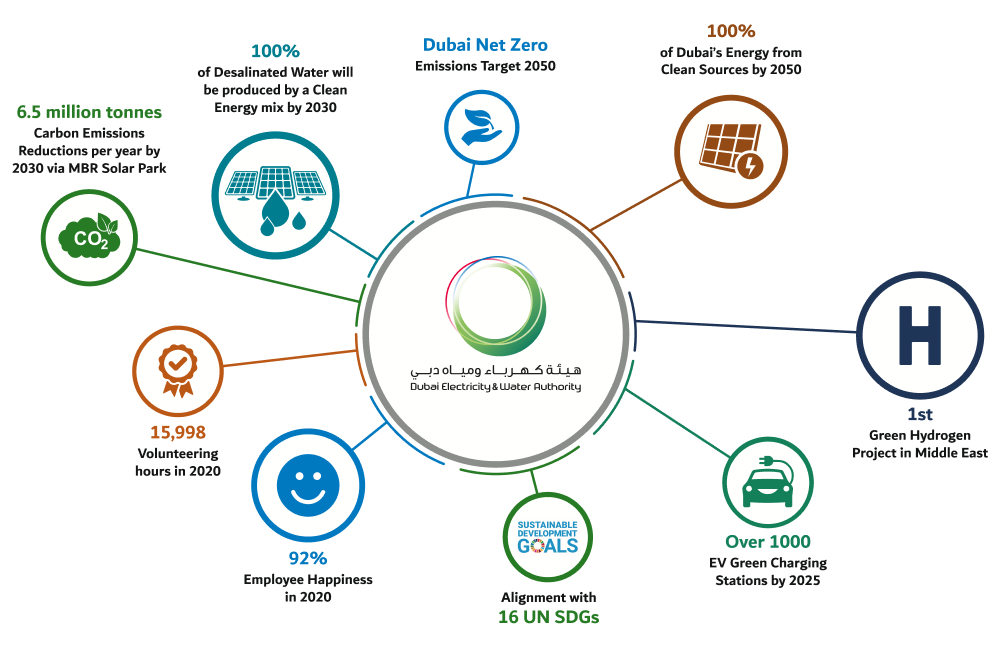 Dubai Net Zero
Emissions Target 2050
100%
of Dubai's Energy from
Clean Sources by 2050
100%
of Desalinated Water will
be produced by a Clean
Energy mix by 2030
6.5 million tonnes
Carbon Emissions
Reductions per year by
2030 via MBR Solar Park
CO2
هيئة كهرباء ومياه دبي
Dubai Electricity & Water Authority
H
1st
Green Hydrogen
Project in Middle East
15,998
Volunteering
hours in 2020
92%
Employee Happiness
in 2020
SUSTAINABLE
DEVELOPMENT
GOALS
Alignment with
16 UN SDGs
Over 1000
EV Green Charging
Stations by 2025